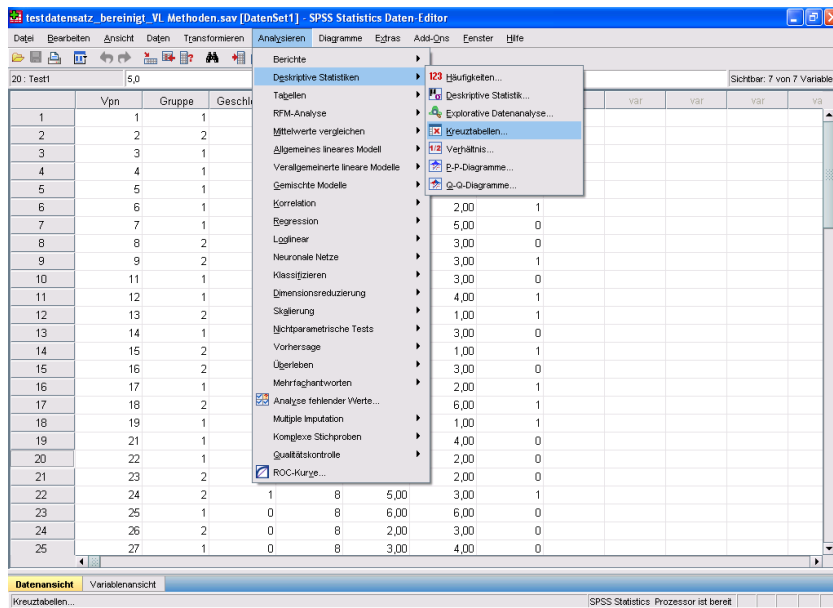 testdatensatz_bereinigt_VL Methoden.sav [DatenSet1] - SPSS Statistics Daten-Editor
Datei Bearbeiten Ansicht Daten Transformieren Analysieren Diagramme Extras Add-Ons Fenster Hilfe
20 : Test1 5,0 Sichtbar: 7 von 7 Variable
Vpn Gruppe Geschl var var var va
Berichte
Deskriptive Statistiken
Tabellen
RFM-Analyse
Mittelwerte vergleichen
Allgemeines lineares Modell
Verallgemeinerte lineare Modelle
Gemischte Modelle
Korrelation
Regression
Loglinear
Neuronale Netze
Klassifizieren
Dimensionsreduzierung
Skalierung
Nichtparametrische Tests
Vorhersage
Überleben
Mehrfachantworten
Analyse fehlender Werte...
Multiple Imputation
Komplexe Stichproben
Qualitätskontrolle
ROC-Kurve...
123 Häufigkeiten...
Deskriptive Statistik...
Explorative Datenanalyse...
Kreuztabellen...
1/2 Verhältnis...
P-P-Diagramme...
Q-Q-Diagramme...
1 1 1
2 2 2
3 3 1
4 4 1
5 5 1
6 6 1 2,00 1
7 7 1 5,00 0
8 8 2 3,00 0
9 9 2 3,00 1
10 11 1 3,00 0
11 12 1 4,00 1
12 13 2 1,00 1
13 14 1 3,00 0
14 15 2 1,00 1
15 16 2 3,00 0
16 17 1 2,00 1
17 18 2 6,00 1
18 19 1 1,00 1
19 21 1 4,00 0
20 22 1 2,00 0
21 23 2 2,00 0
22 24 2 1 8 5,00 3,00 1
23 25 1 0 8 6,00 6,00 0
24 26 2 0 8 2,00 3,00 0
25 27 1 0 8 3,00 4,00 0
Datenansicht Variablenansicht
Kreuztabellen... SPSS Statistics Prozessor ist bereit